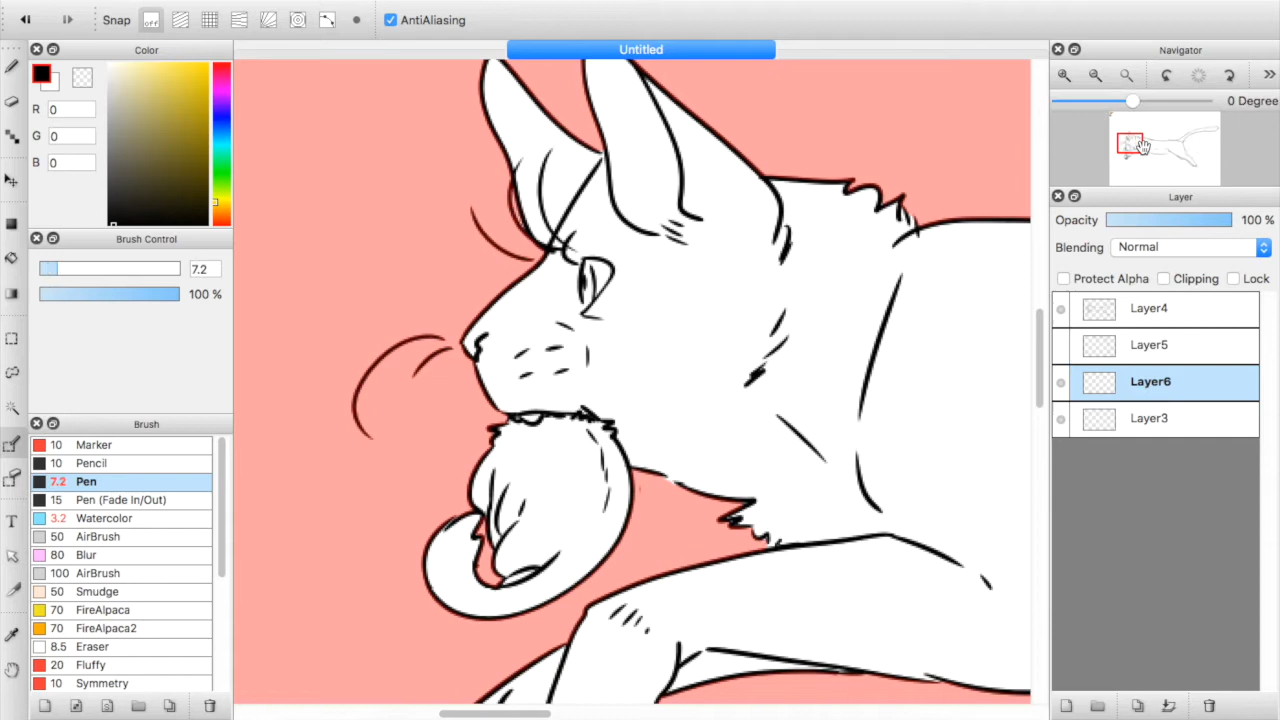 Snap off AntiAliasing
Color
R 0
G 0
B 0
Brush Control
7.2
100 %
Brush
10 Marker
10 Pencil
7.2 Pen
15 Pen (Fade In/Out)
3.2 Watercolor
50 AirBrush
80 Blur
100 AirBrush
50 Smudge
70 FireAlpaca
70 FireAlpaca2
8.5 Eraser
20 Fluffy
10 Symmetry
Untitled
Navigator
0 Degree
Layer
Opacity 100 %
Blending Normal
Protect Alpha Clipping Lock
Layer4
Layer5
Layer6
Layer3